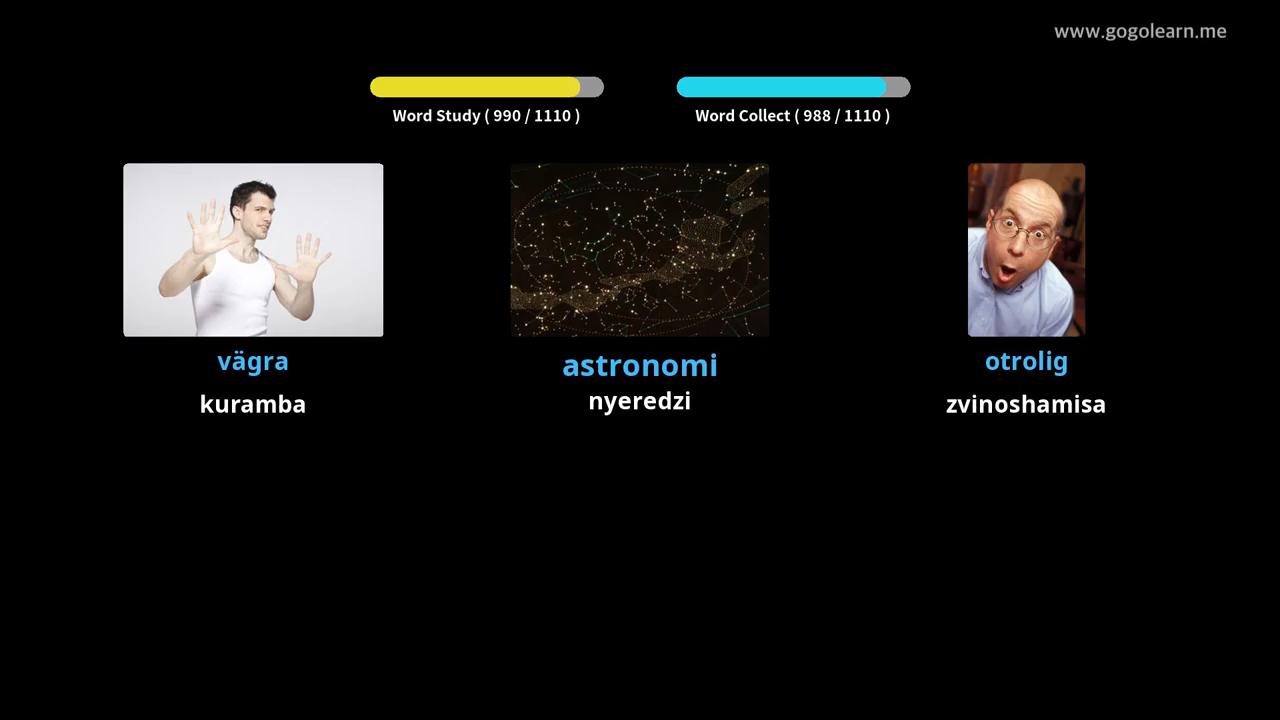 www.gogolearn.me
Word Study ( 990 / 1110 )
Word Collect ( 988 / 1110 )
vägra
kuramba
astronomi
nyeredzi
otrolig
zvinoshamisa